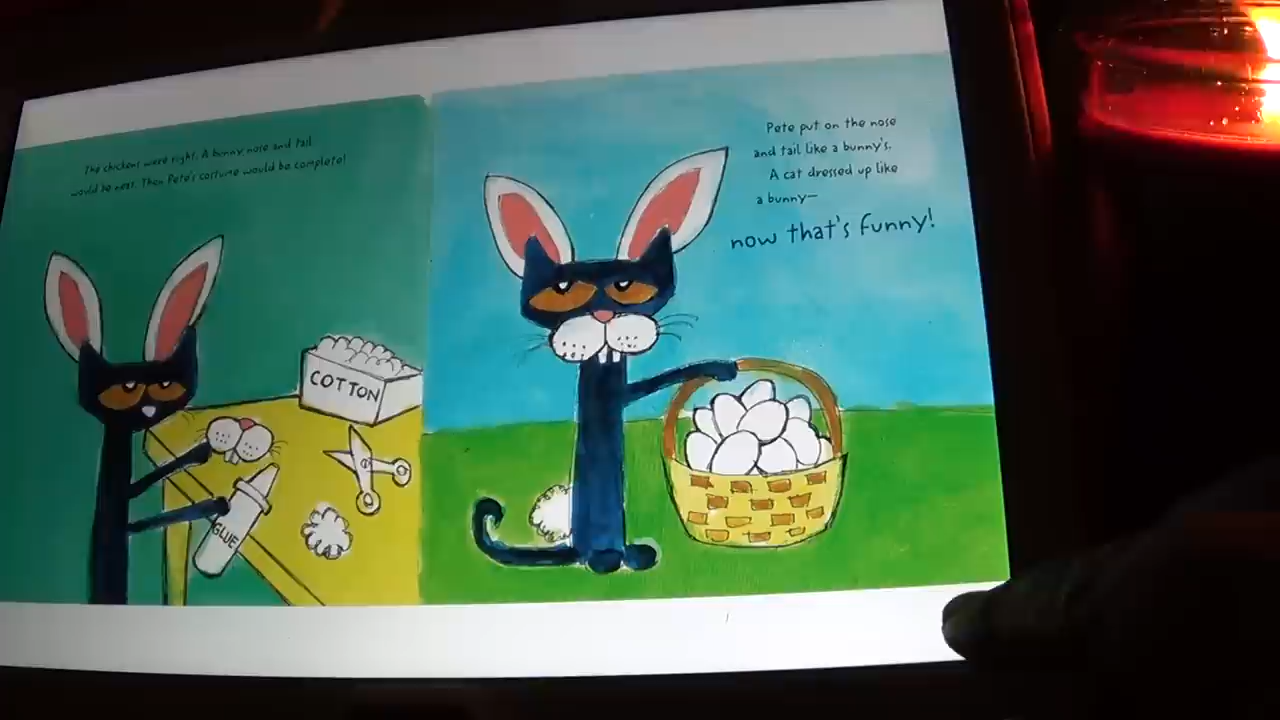 The chickens were right. A bunny nose and tail
would be neat. Then Pete's costume would be complete!
COTTON
GLUE
Pete put on the nose
and tail like a bunny's.
A cat dressed up like
a bunny—
now that's funny!